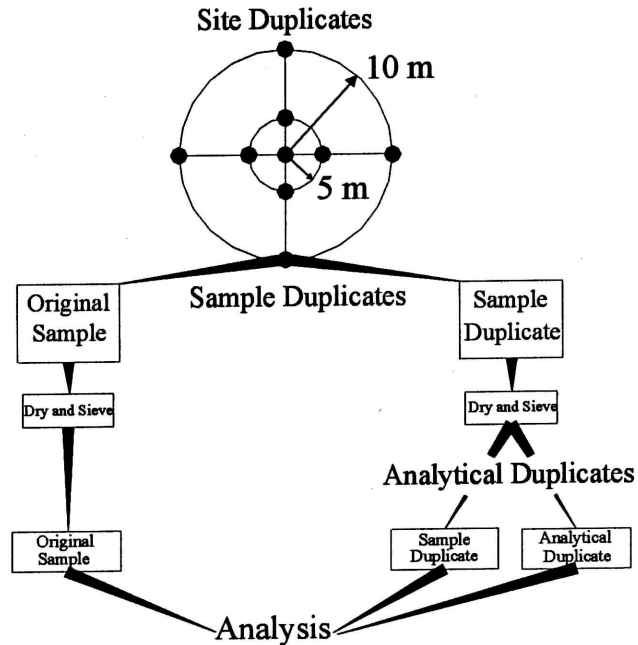 Site Duplicates
10 m
5 m
Sample Duplicates
Original
Sample
Sample
Duplicate
Dry and Sieve
Dry and Sieve
Analytical Duplicates
Original
Sample
Sample
Duplicate
Analytical
Duplicate
Analysis